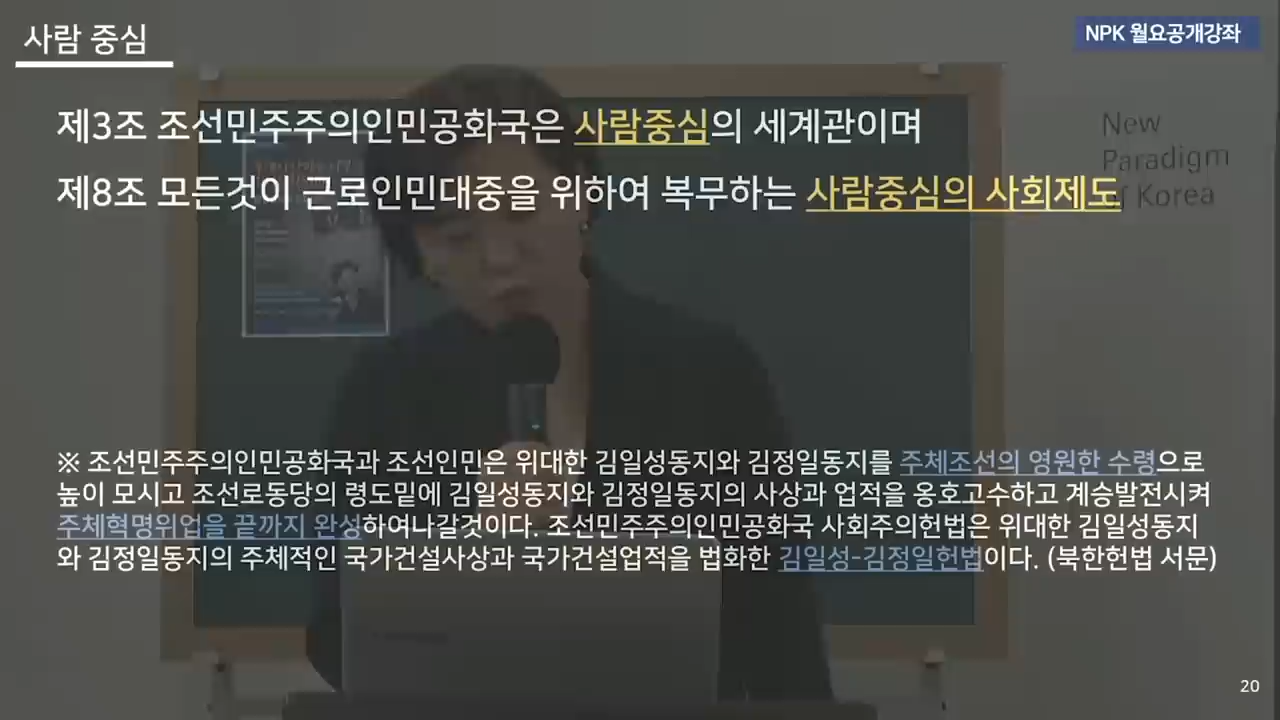 사람 중심
NPK 월요공개강좌
제3조 조선민주주의인민공화국은 사람중심의 세계관이며
제8조 모든것이 근로인민대중을 위하여 복무하는 사람중심의 사회제도
New
Paradigm
of Korea
※ 조선민주주의인민공화국과 조선인민은 위대한 김일성동지와 김정일동지를 주체조선의 영원한 수령으로
높이 모시고 조선로동당의 령도밑에 김일성동지와 김정일동지의 사상과 업적을 옹호고수하고 계승발전시켜
주체혁명위업을 끝까지 완성하여나갈것이다. 조선민주주의인민공화국 사회주의헌법은 위대한 김일성동지
와 김정일동지의 주체적인 국가건설사상과 국가건설업적을 법화한 김일성-김정일헌법이다. (북한헌법 서문)
20